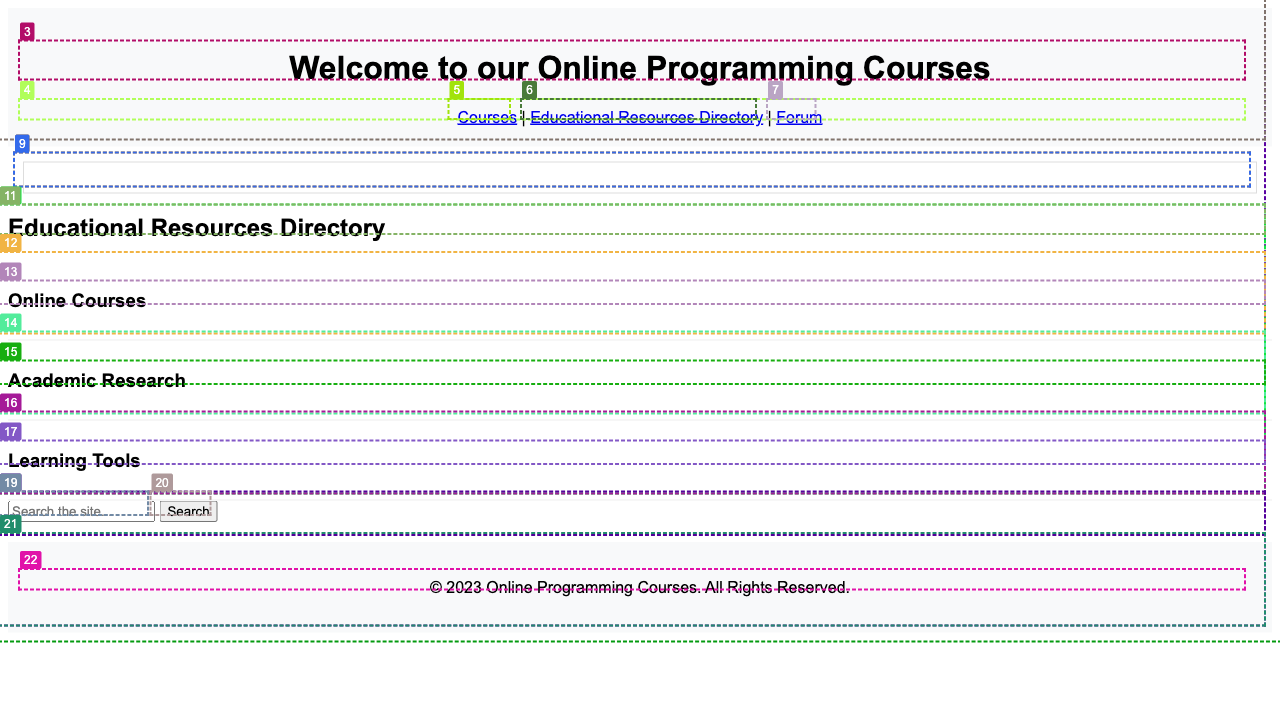 3
Welcome to our Online Programming Courses
4
5
6
7
Courses | Educational Resources Directory | Forum
9
11
Educational Resources Directory
12
13
Online Courses
14
15
Academic Research
16
17
Learning Tools
19
20
Search the site... Search
21
22
© 2023 Online Programming Courses. All Rights Reserved.